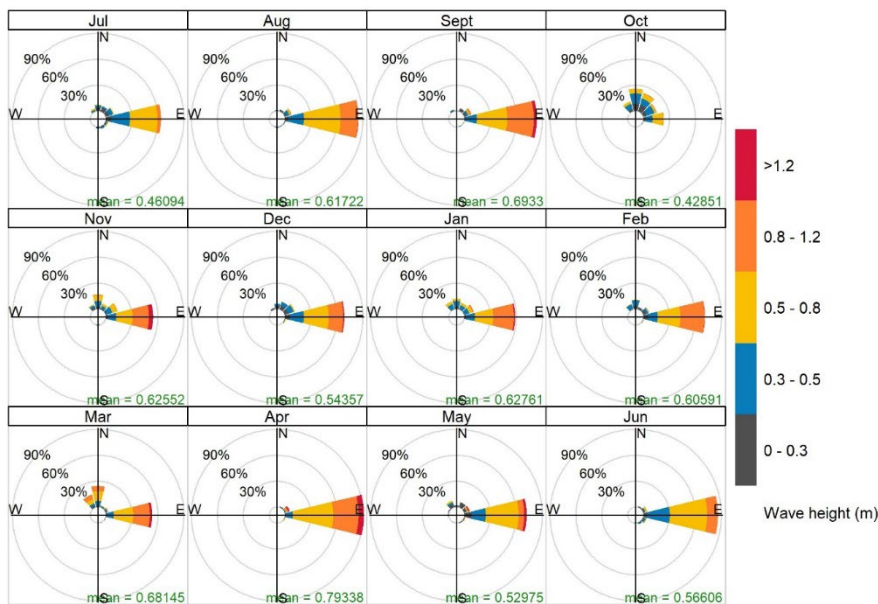 Jul Aug Sept Oct
N N N N
90% 90% 90% 90%
60% 60% 60% 60%
30% 30% 30% 30%
W E W E W E W E
S S S S
mean = 0.46094 mean = 0.61722 mean = 0.6933 mean = 0.42851
Nov Dec Jan Feb
N N N N
90% 90% 90% 90%
60% 60% 60% 60%
30% 30% 30% 30%
W E W E W E W E
S S S S
mean = 0.62552 mean = 0.54357 mean = 0.62761 mean = 0.60591
Mar Apr May Jun
N N N N
90% 90% 90% 90%
60% 60% 60% 60%
30% 30% 30% 30%
W E W E W E W E
S S S S
mean = 0.68145 mean = 0.79338 mean = 0.52975 mean = 0.56606
>1.2
0.8 - 1.2
0.5 - 0.8
0.3 - 0.5
0 - 0.3
Wave height (m)